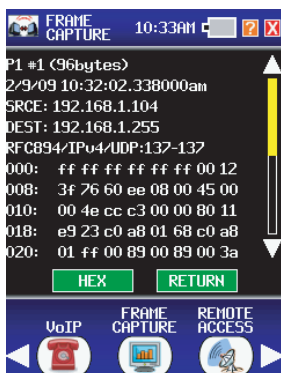 FRAME
CAPTURE
10:33AM
?
X
P1 #1 (96bytes)
2/9/09 10:32:02.338000am
SRCE: 192.168.1.104
DEST: 192.168.1.255
RFC894/IPv4/UDP:137-137
000: ff ff ff ff ff ff 00 12
008: 3f 76 60 ee 08 00 45 00
010: 00 4e cc c3 00 00 80 11
018: e9 23 c0 a8 01 68 c0 a8
020: 01 ff 00 89 00 89 00 3a
HEX RETURN
VoIP
FRAME
CAPTURE
REMOTE
ACCESS